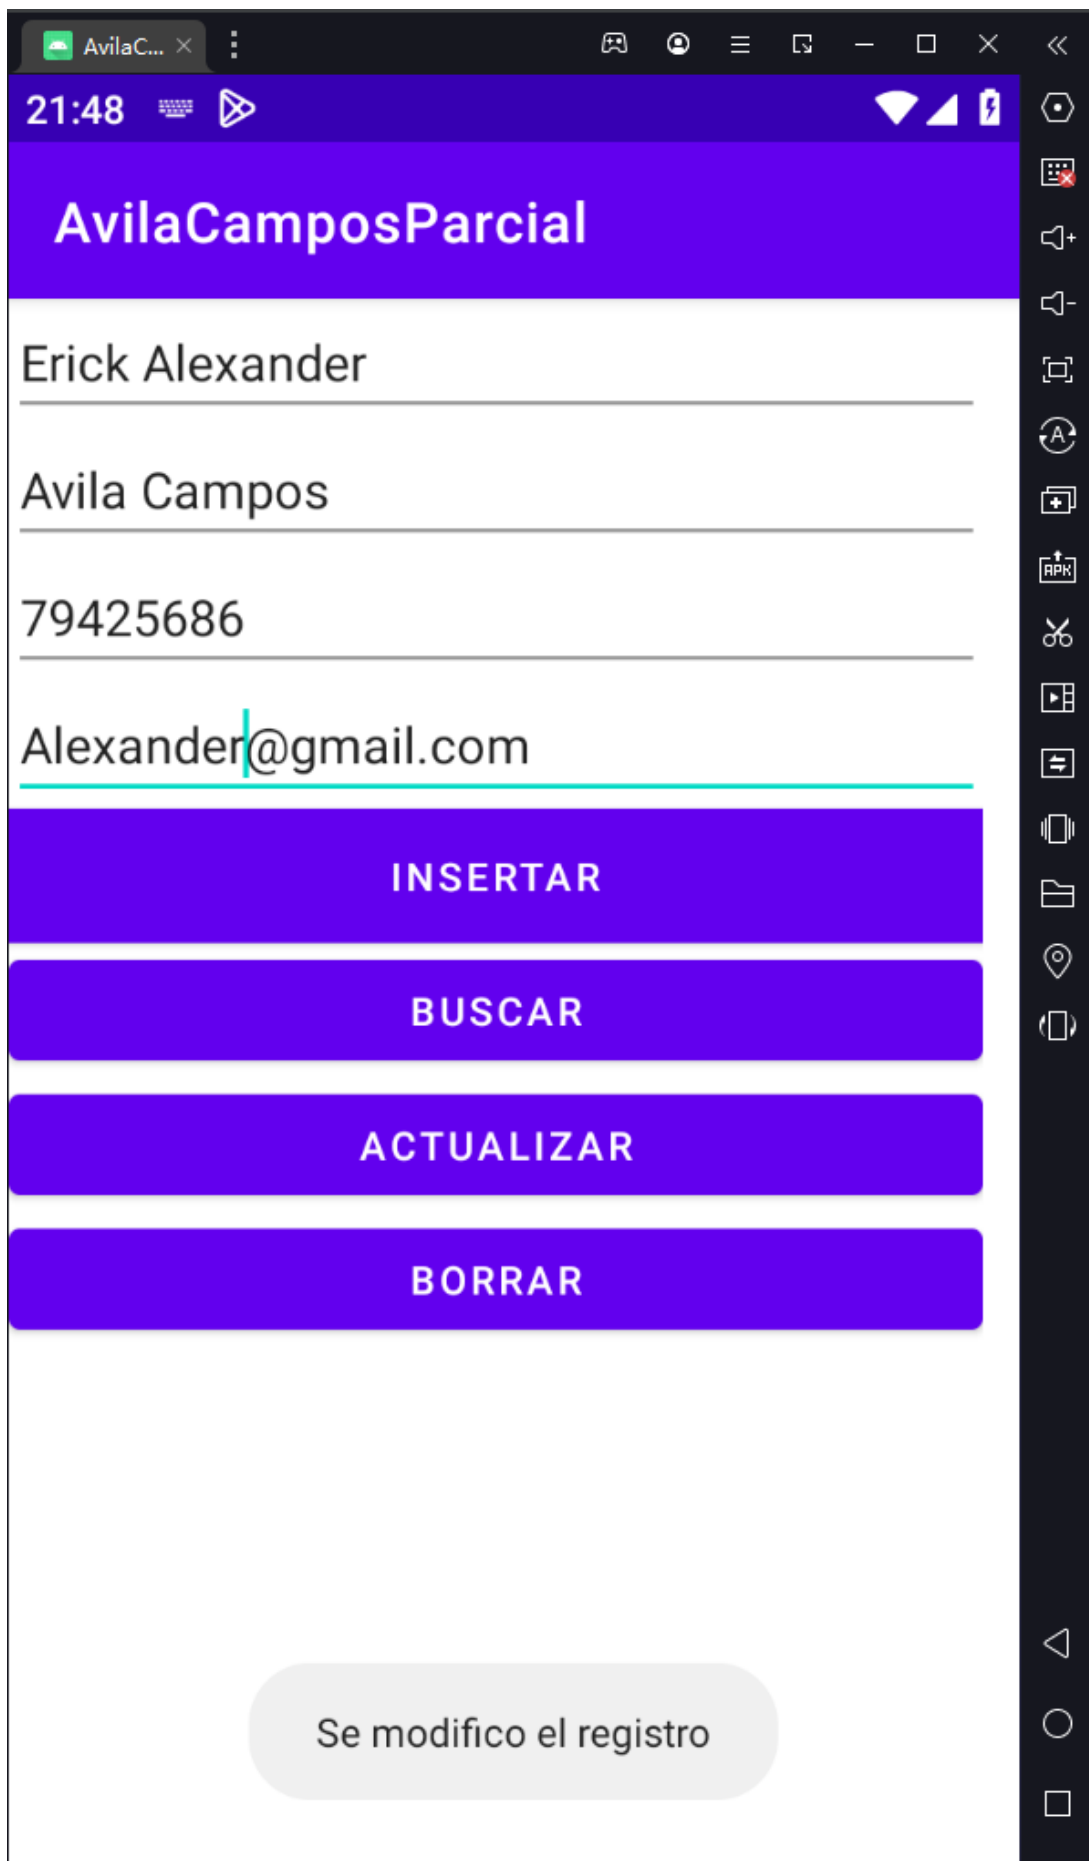 AvilaC...
21:48
AvilaCamposParcial
Erick Alexander
Avila Campos
79425686
Alexander@gmail.com
INSERTAR
BUSCAR
ACTUALIZAR
BORRAR
Se modifico el registro
A
APK